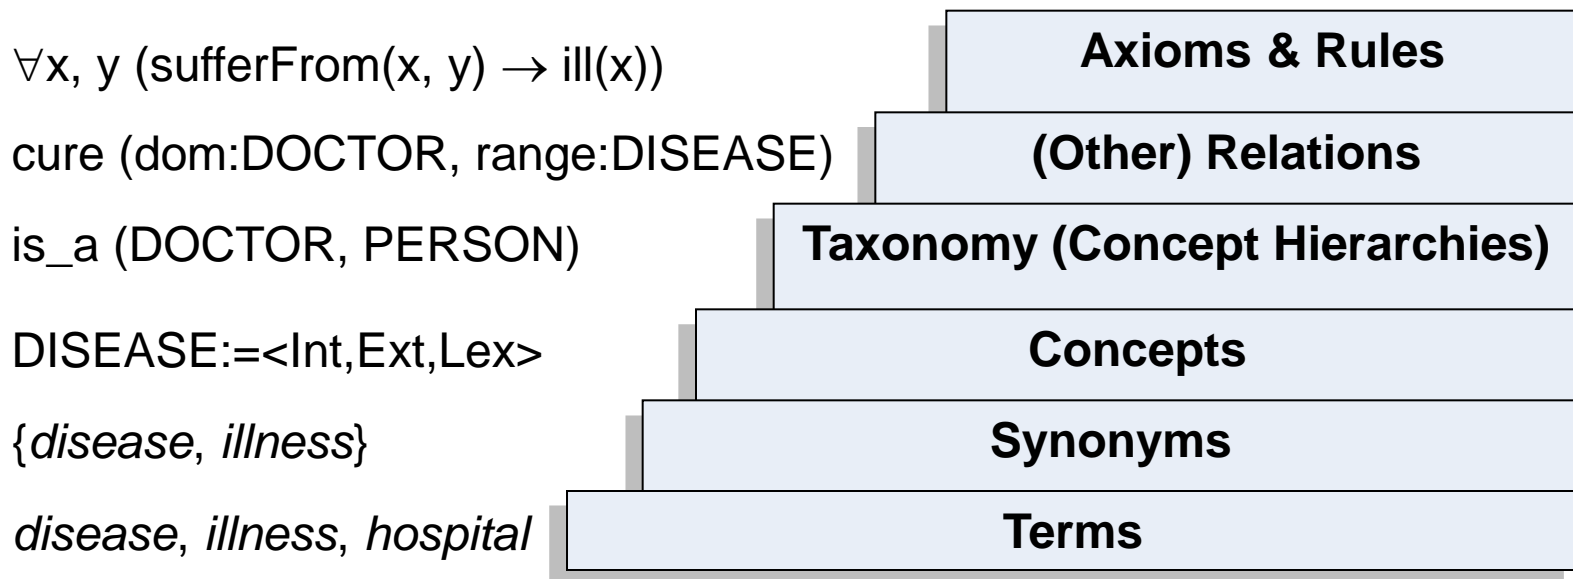 ∀x, y (sufferFrom(x, y) → ill(x))
Axioms & Rules
cure (dom:DOCTOR, range:DISEASE)
(Other) Relations
is_a (DOCTOR, PERSON)
Taxonomy (Concept Hierarchies)
DISEASE:=<Int,Ext,Lex>
Concepts
{disease, illness}
Synonyms
disease, illness, hospital
Terms